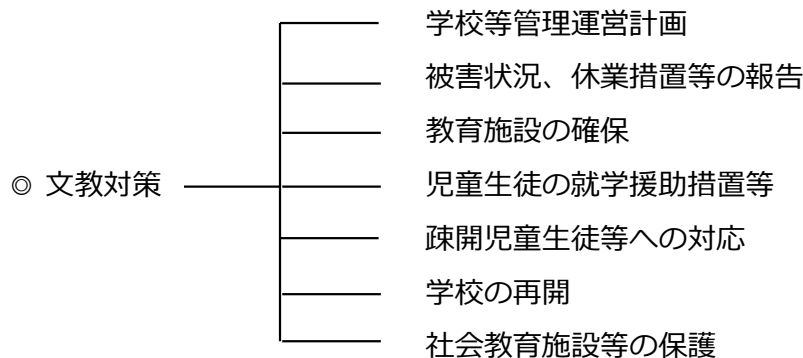 学校等管理運営計画
被害状況、休業措置等の報告
教育施設の確保
◎ 文教対策
児童生徒の就学援助措置等
疎開児童生徒等への対応
学校の再開
社会教育施設等の保護